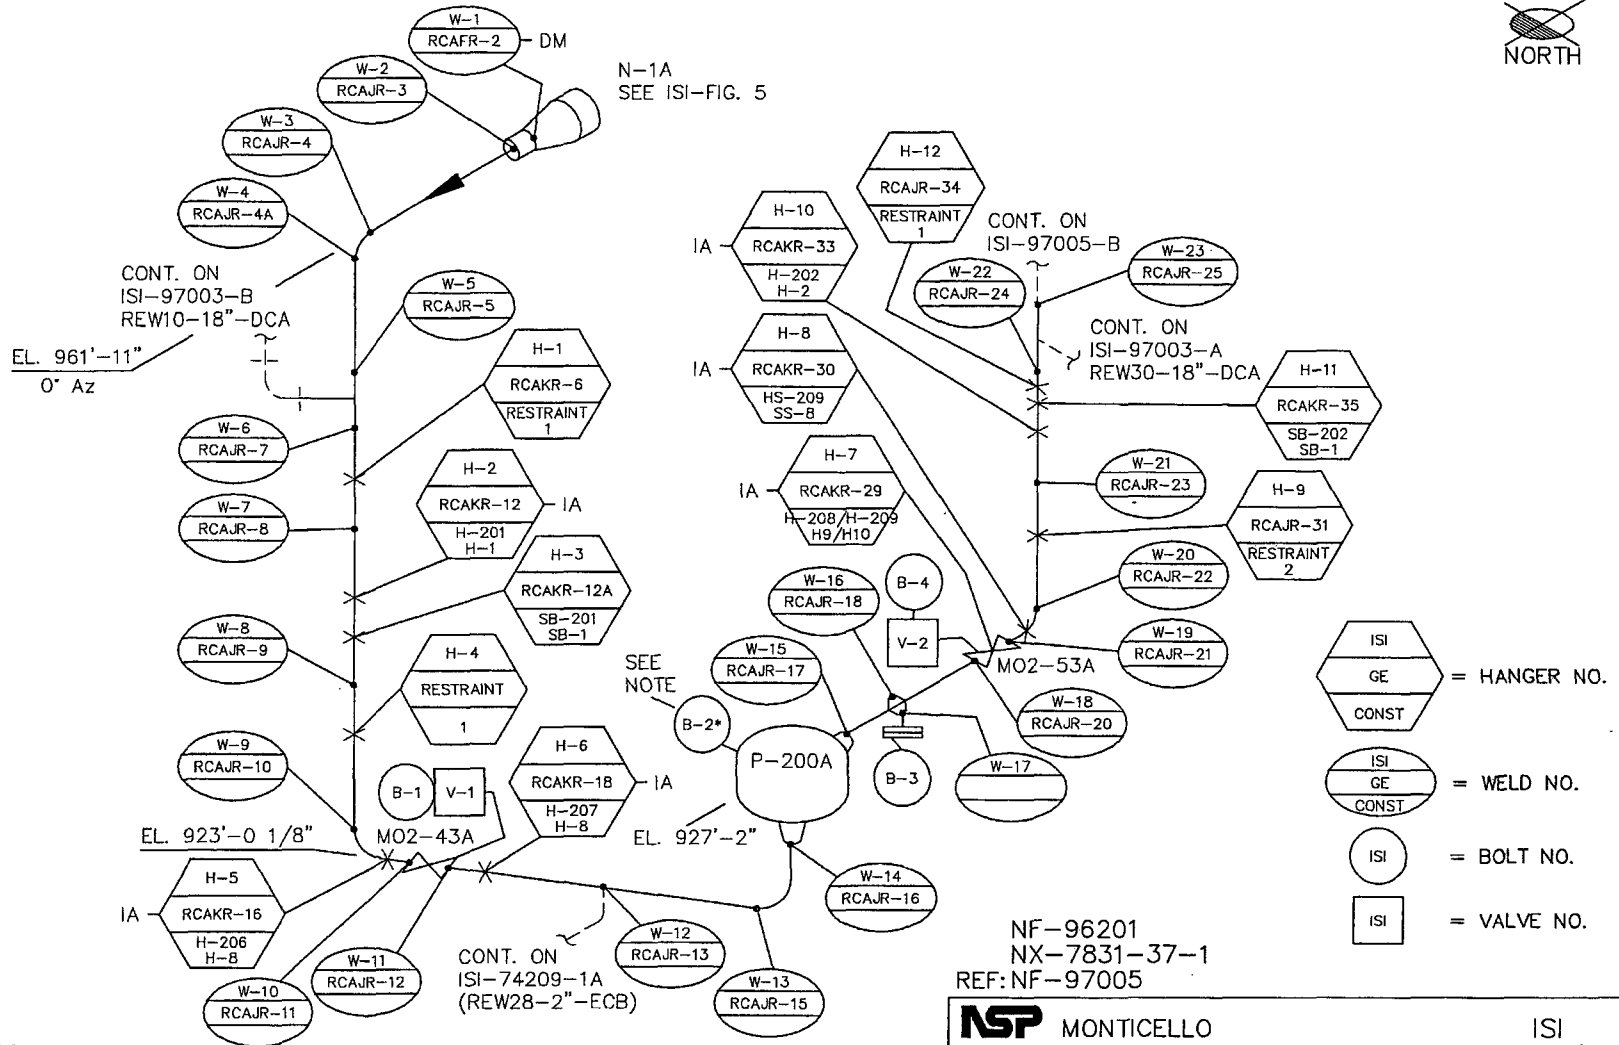 W-1
RCAFR-2
DM
W-2
RCAJR-3
N-1A
SEE ISI-FIG. 5
NORTH
W-3
RCAJR-4
W-4
RCAJR-4A
CONT. ON
ISI-97003-B
REW10-18"-DCA
EL. 961'-11"
0° Az
W-5
RCAJR-5
H-1
RCAKR-6
RESTRAINT
1
W-6
RCAJR-7
H-2
RCAKR-12
H-201
H-1
IA
W-7
RCAJR-8
H-3
RCAKR-12A
SB-201
SB-1
W-8
RCAJR-9
H-4
RESTRAINT
1
W-9
RCAJR-10
EL. 923'-0 1/8"
MO2-43A
B-1
V-1
H-6
RCAKR-18
H-207
H-8
IA
IA
H-5
RCAKR-16
H-206
H-8
W-10
RCAJR-11
W-11
RCAJR-12
CONT. ON
ISI-74209-1A
(REW28-2"-ECB)
W-12
RCAJR-13
W-13
RCAJR-15
W-14
RCAJR-16
SEE
NOTE
B-2*
P-200A
EL. 927'-2"
W-15
RCAJR-17
W-16
RCAJR-18
B-4
V-2
B-3
W-17
W-18
RCAJR-20
MO2-53A
W-19
RCAJR-21
W-20
RCAJR-22
IA
H-7
RCAKR-29
H-208/H-209
H9/H10
IA
H-8
RCAKR-30
HS-209
SS-8
IA
H-10
RCAKR-33
H-202
H-2
H-12
RCAJR-34
RESTRAINT
1
CONT. ON
ISI-97005-B
W-22
RCAJR-24
W-23
RCAJR-25
CONT. ON
ISI-97003-A
REW30-18"-DCA
H-11
RCAKR-35
SB-202
SB-1
W-21
RCAJR-23
H-9
RCAJR-31
RESTRAINT
2
ISI
GE
CONST
= HANGER NO.
ISI
GE
CONST
= WELD NO.
ISI
= BOLT NO.
ISI
= VALVE NO.
NF-96201
NX-7831-37-1
REF: NF-97005
NSP MONTICELLO ISI